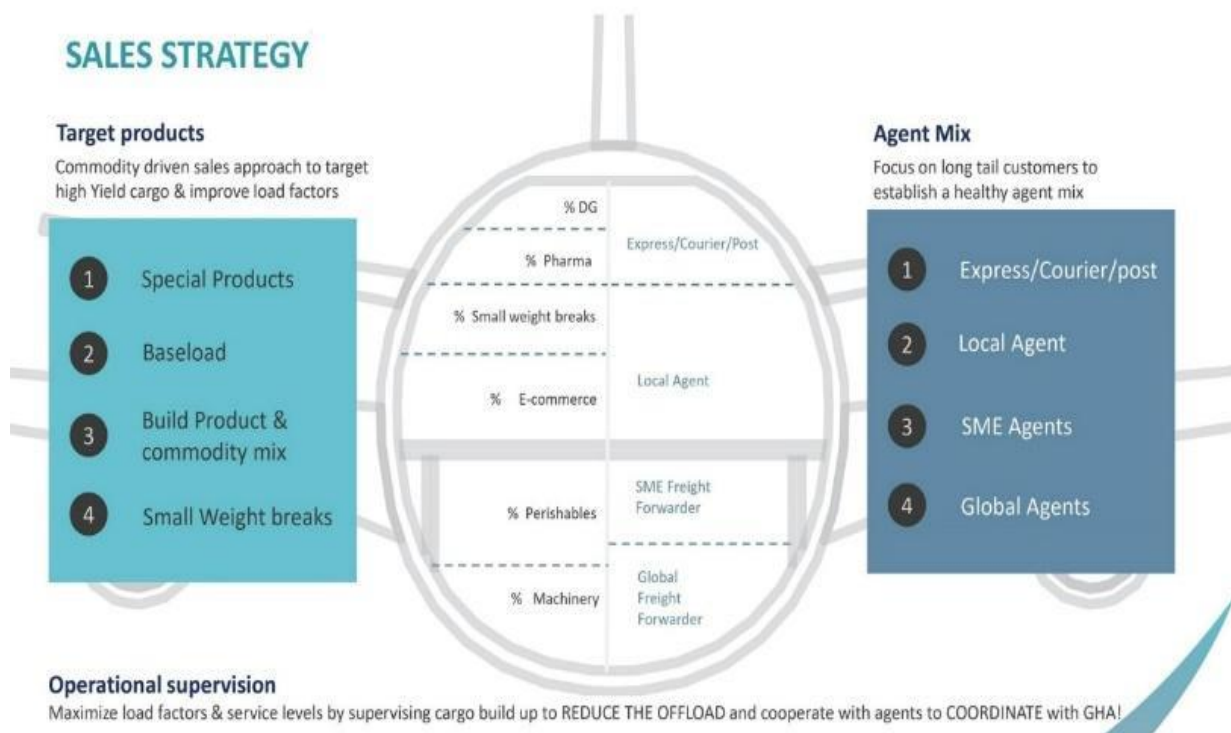 SALES STRATEGY
Target products
Commodity driven sales approach to target
high Yield cargo & improve load factors
1 Special Products
2 Baseload
3 Build Product &
commodity mix
4 Small Weight breaks
% DG
% Pharma
% Small weight breaks
% E-commerce
% Perishables
% Machinery
Express/Courier/Post
Local Agent
SME Freight
Forwarder
Global
Freight
Forwarder
Agent Mix
Focus on long tail customers to
establish a healthy agent mix
1 Express/Courier/post
2 Local Agent
3 SME Agents
4 Global Agents
Operational supervision
Maximize load factors & service levels by supervising cargo build up to REDUCE THE OFFLOAD and cooperate with agents to COORDINATE with GHA!